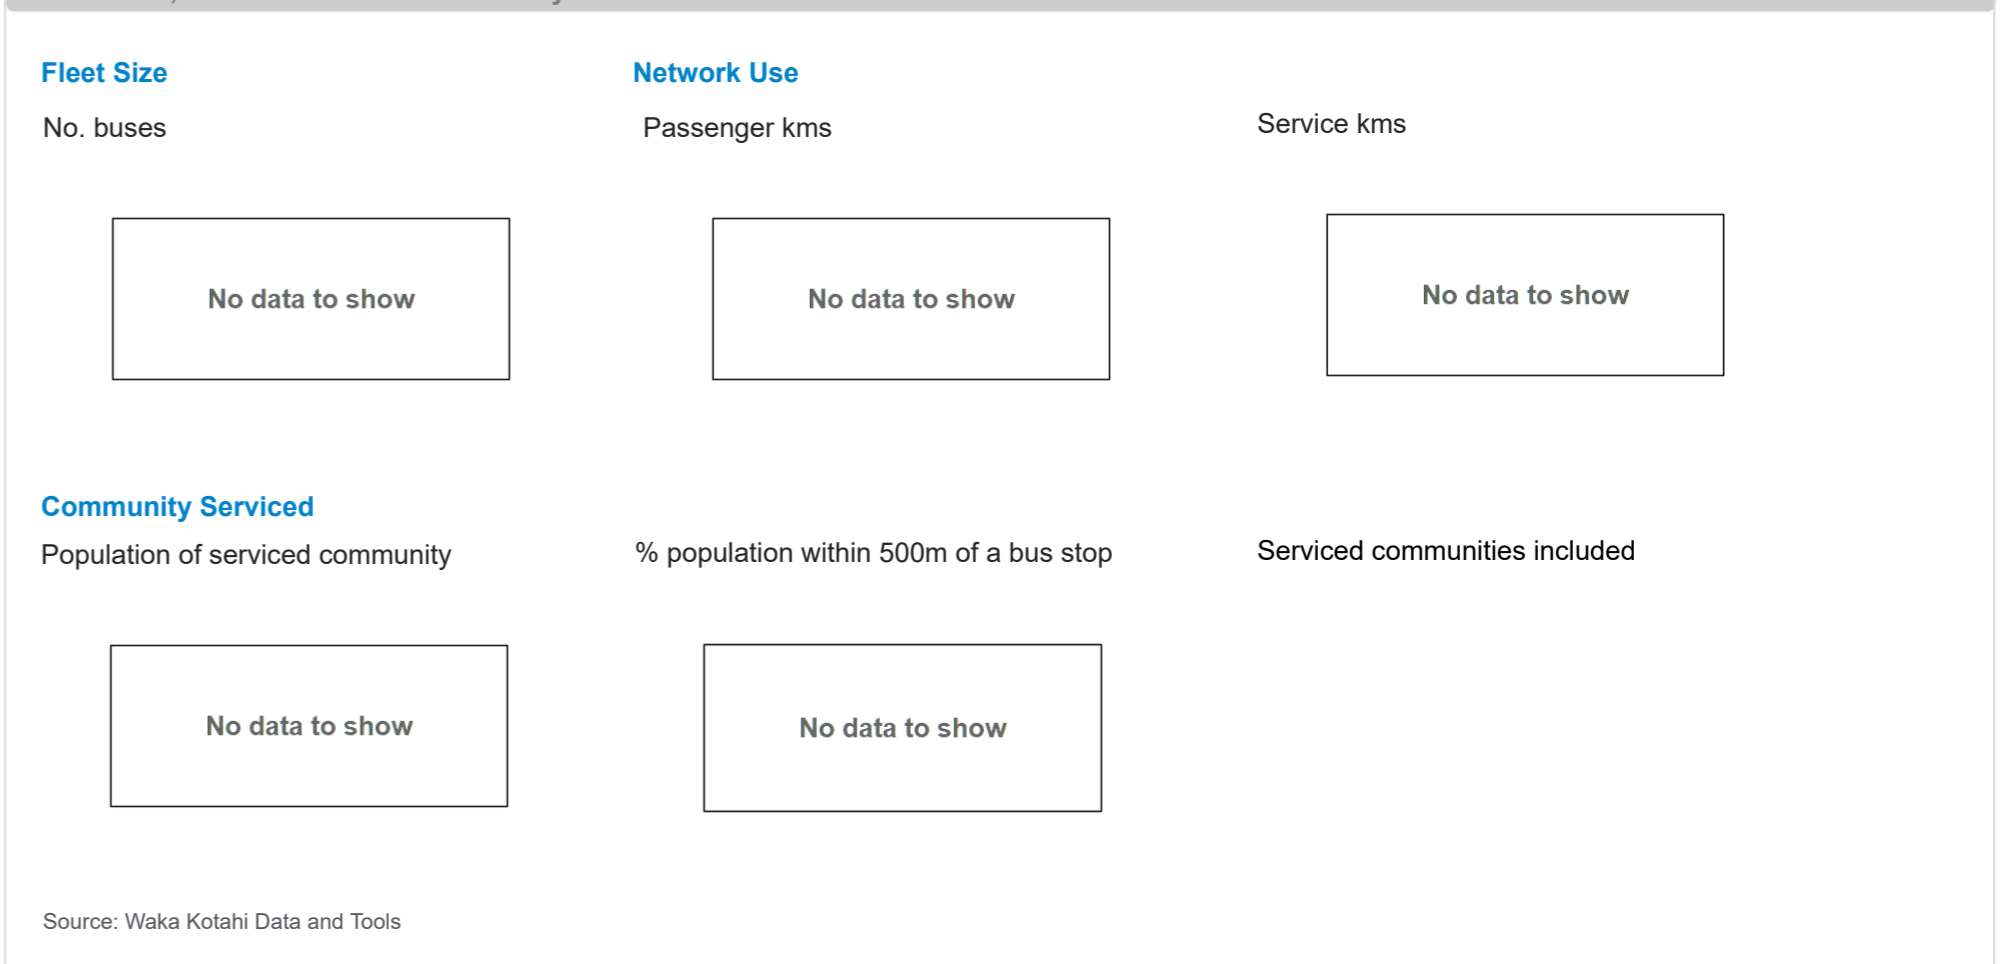 Fleet Size
Network Use
No. buses
Passenger kms
Service kms
No data to show
No data to show
No data to show
Community Serviced
Population of serviced community
% population within 500m of a bus stop
Serviced communities included
No data to show
No data to show
Source: Waka Kotahi Data and Tools